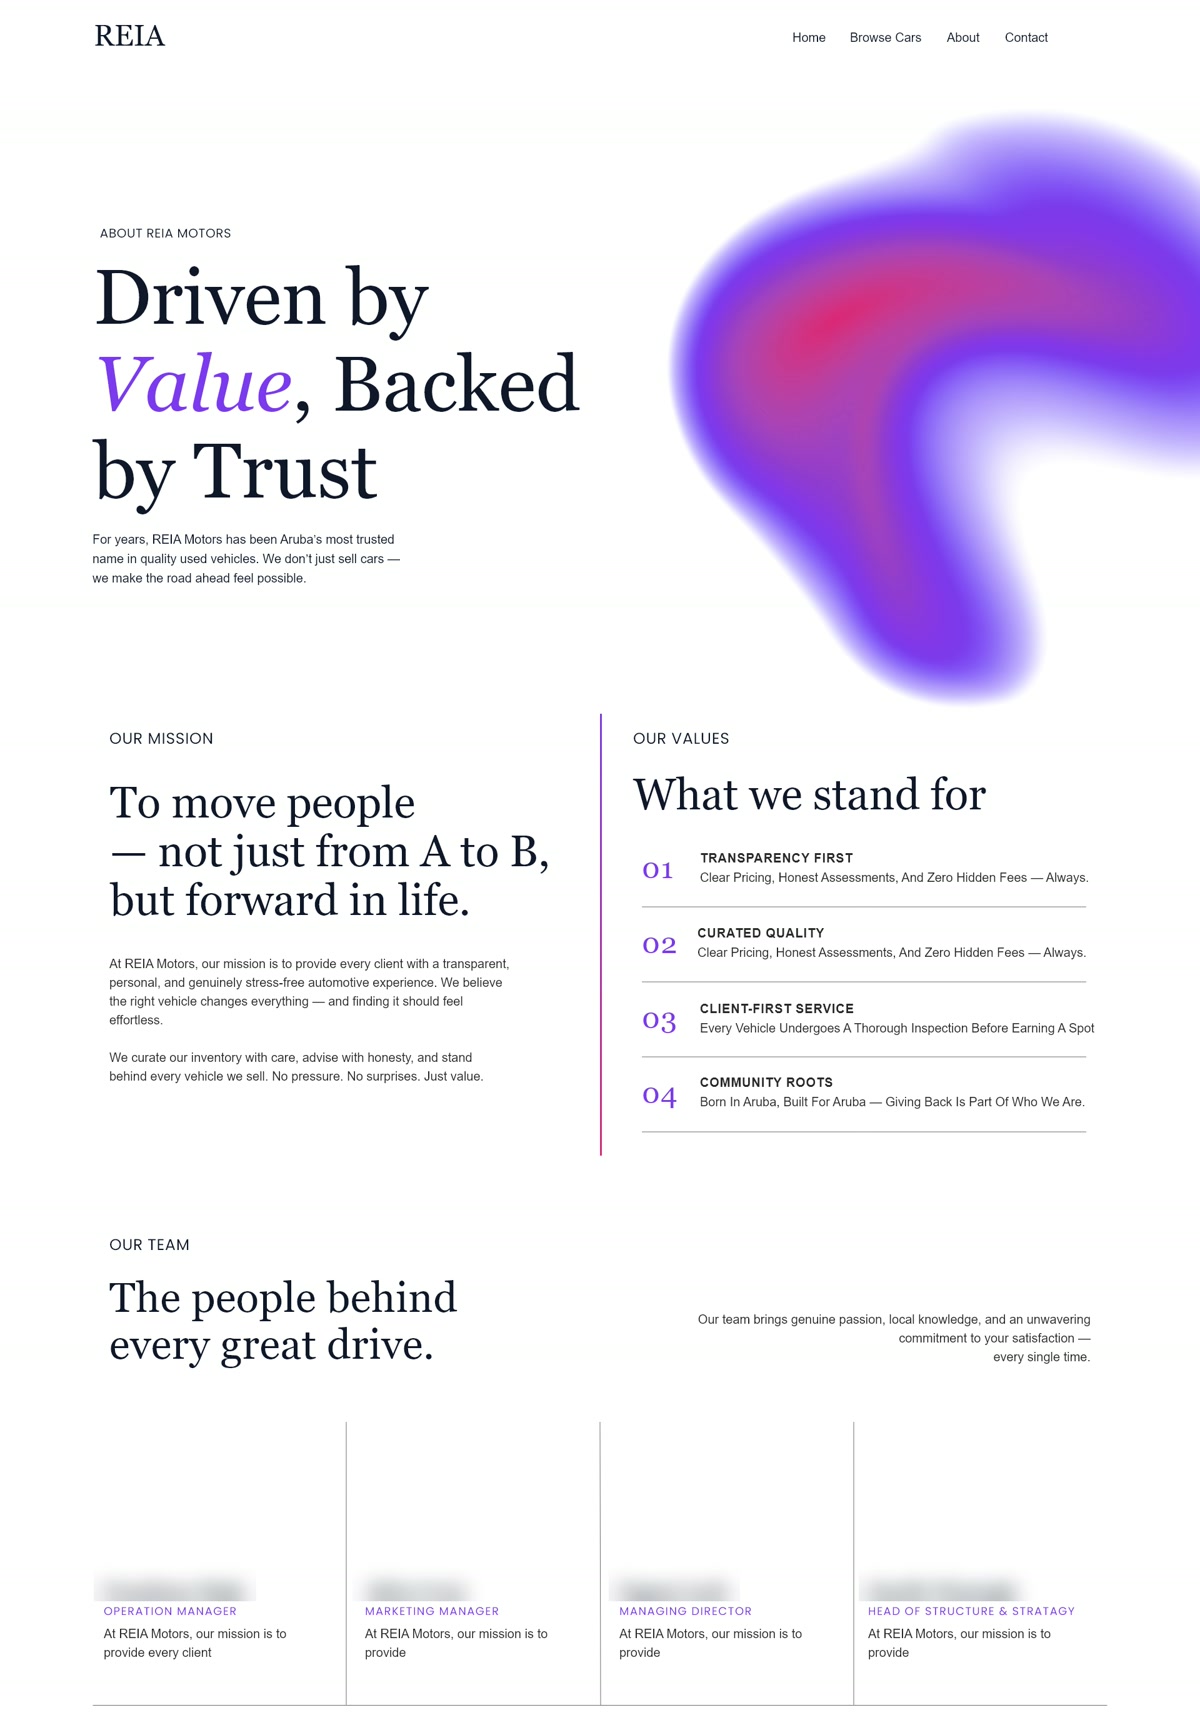 REIA
Home Browse Cars About Contact
ABOUT REIA MOTORS
Driven by
Value, Backed
by Trust
For years, REIA Motors has been Aruba's most trusted
name in quality used vehicles. We don't just sell cars —
we make the road ahead feel possible.
OUR MISSION
To move people
— not just from A to B,
but forward in life.
At REIA Motors, our mission is to provide every client with a transparent,
personal, and genuinely stress-free automotive experience. We believe
the right vehicle changes everything — and finding it should feel
effortless.
We curate our inventory with care, advise with honesty, and stand
behind every vehicle we sell. No pressure. No surprises. Just value.
OUR VALUES
What we stand for
01
TRANSPARENCY FIRST
Clear Pricing, Honest Assessments, And Zero Hidden Fees — Always.
02
CURATED QUALITY
Clear Pricing, Honest Assessments, And Zero Hidden Fees — Always.
03
CLIENT-FIRST SERVICE
Every Vehicle Undergoes A Thorough Inspection Before Earning A Spot
04
COMMUNITY ROOTS
Born In Aruba, Built For Aruba — Giving Back Is Part Of Who We Are.
OUR TEAM
The people behind
every great drive.
Our team brings genuine passion, local knowledge, and an unwavering
commitment to your satisfaction —
every single time.
OPERATION MANAGER
At REIA Motors, our mission is to
provide every client
MARKETING MANAGER
At REIA Motors, our mission is to
provide
MANAGING DIRECTOR
At REIA Motors, our mission is to
provide
HEAD OF STRUCTURE & STRATAGY
At REIA Motors, our mission is to
provide